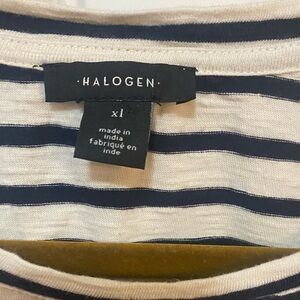 ·HALOGEN·
xl
made in
india
fabriqué en
inde